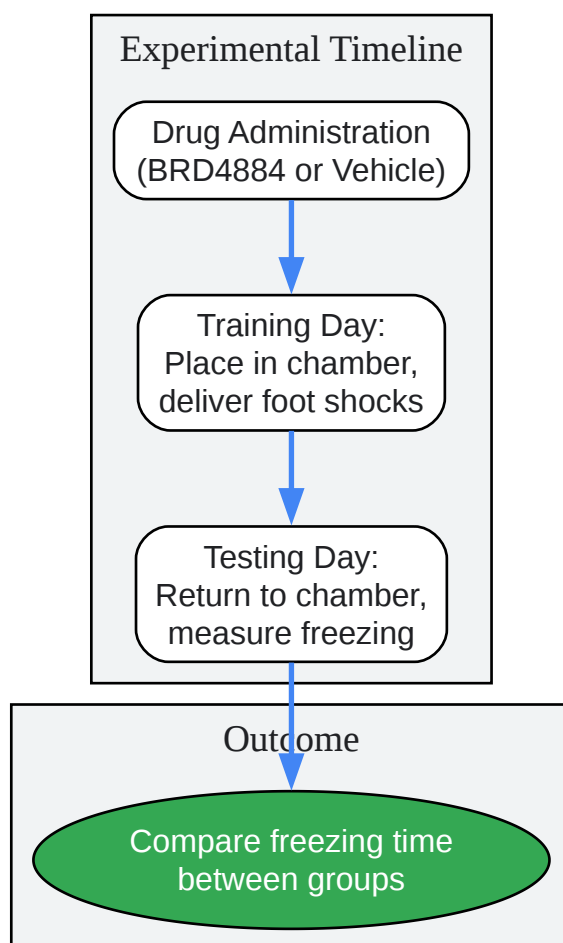 Experimental Timeline
Drug Administration
(BRD4884 or Vehicle)
Training Day:
Place in chamber,
deliver foot shocks
Testing Day:
Return to chamber,
measure freezing
Outcome
Compare freezing time
between groups